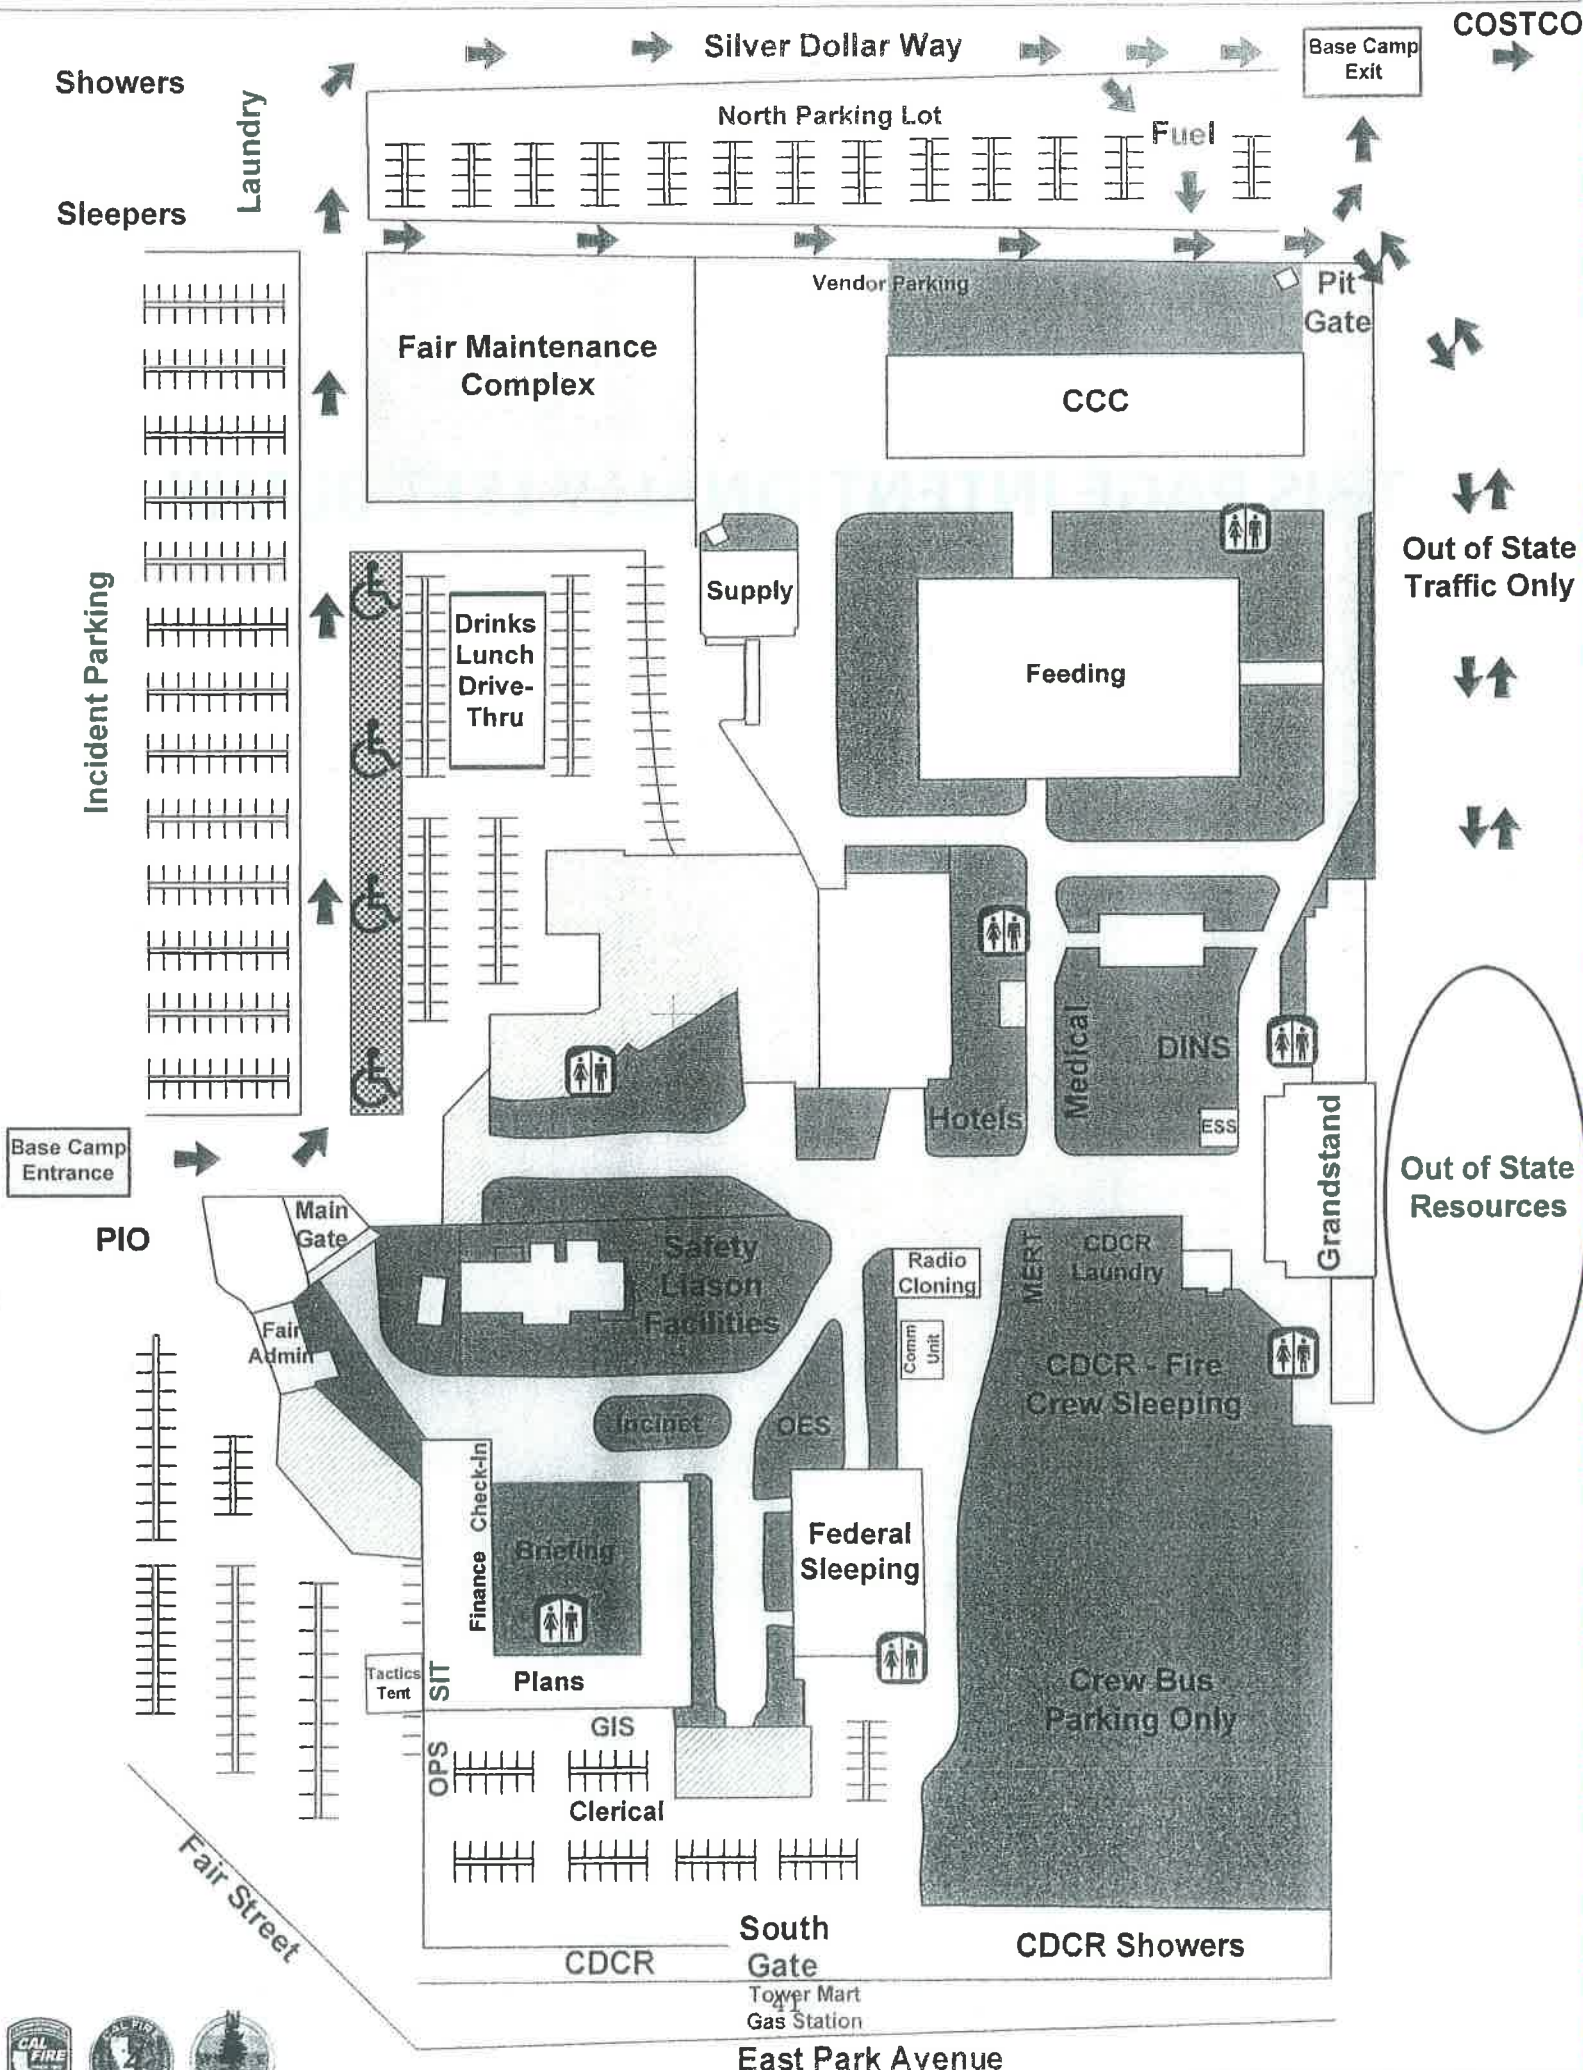 COSTCO
Silver Dollar Way
Base Camp
Exit
Showers
Laundry
North Parking Lot
Fuel
Sleepers
Vendor Parking
Pit
Gate
Fair Maintenance
Complex
CCC
Out of State
Traffic Only
Supply
Drinks
Lunch
Drive-
Thru
Feeding
Incident Parking
Medical
DINS
Hotels
ESS
Base Camp
Entrance
Grandstand
Out of State
Resources
PIO
Main
Gate
Safety
Liason
Facilities
Radio
Cloning
MERT
CDCR
Laundry
Fair
Admin
Comm
Unit
CDCR - Fire
Crew Sleeping
Incinet
OES
Check-In
Finance
Briefing
Federal
Sleeping
Tactics
Tent
SIT
Plans
Crew Bus
Parking Only
GIS
OPS
Clerical
Fair Street
South
Gate
CDCR
CDCR Showers
Tower Mart
41
Gas Station
East Park Avenue
CAL
FIRE
CAL FIRE